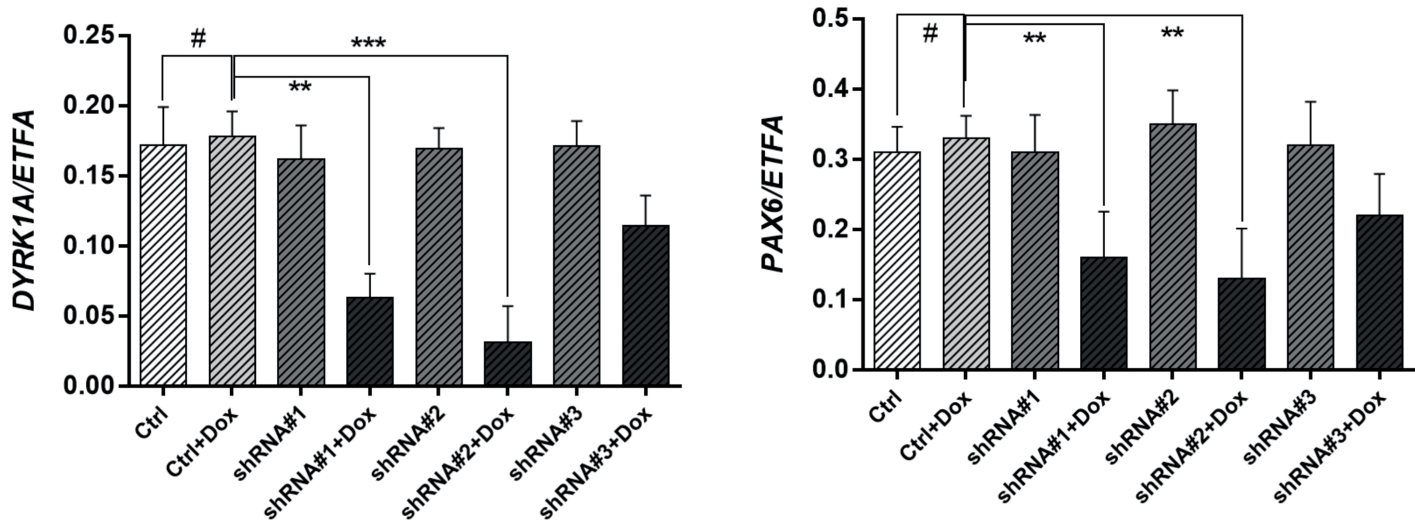 DYRK1A/ETFA
0.25
0.20
0.15
0.10
0.05
0.00
#
***
**
Ctrl
Ctrl+Dox
shRNA#1
shRNA#1+Dox
shRNA#2
shRNA#2+Dox
shRNA#3
shRNA#3+Dox
PAX6/ETFA
0.5
0.4
0.3
0.2
0.1
0.0
#
**
**
Ctrl
Ctrl+Dox
shRNA#1
shRNA#1+Dox
shRNA#2
shRNA#2+Dox
shRNA#3
shRNA#3+Dox